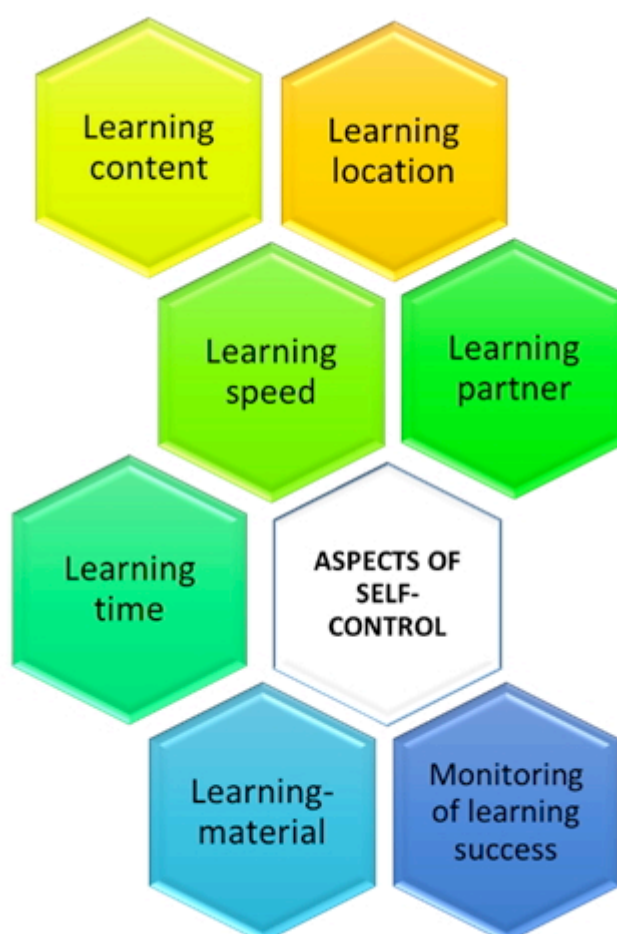 Learning
content
Learning
location
Learning
speed
Learning
partner
Learning
time
ASPECTS OF
SELF-
CONTROL
Learning-
material
Monitoring
of learning
success